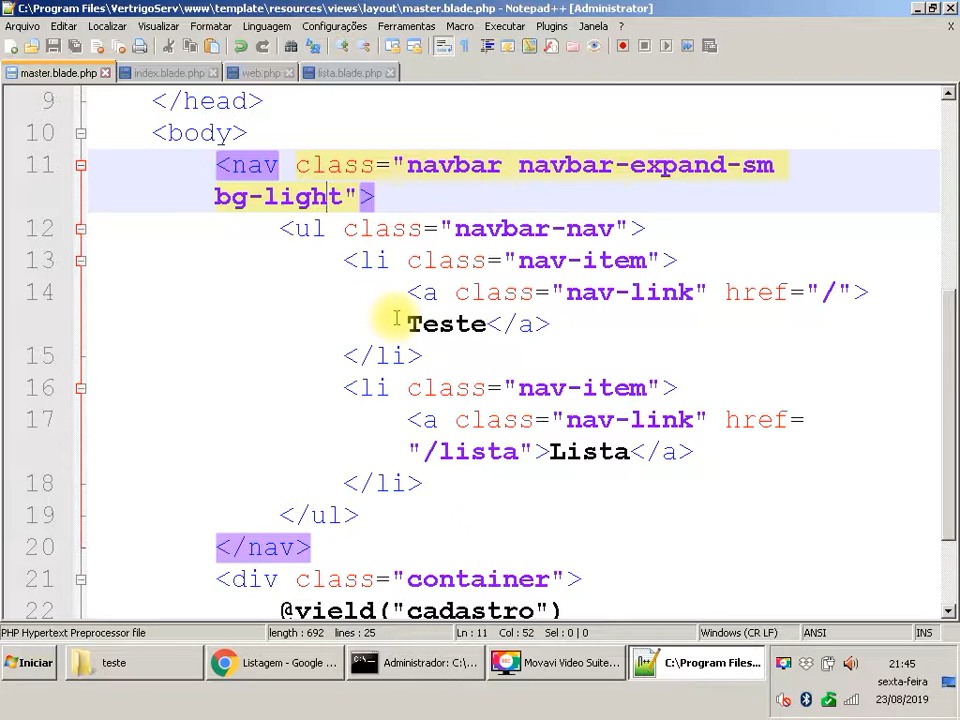 C:\Program Files\VertrigoServ\www\template\resources\views\layout\master.blade.php - Notepad++ [Administrator]
Arquivo Editar Localizar Visualizar Formatar Linguagem Configurações Ferramentas Macro Executar Plugins Janela ? X
master.blade.php index.blade.php web.php lista.blade.php
9 </head>
10 <body>
11 <nav class="navbar navbar-expand-sm
bg-light">
12 <ul class="navbar-nav">
13 <li class="nav-item">
14 <a class="nav-link" href="/">
Teste</a>
15 </li>
16 <li class="nav-item">
17 <a class="nav-link" href=
"/lista">Lista</a>
18 </li>
19 </ul>
20 </nav>
21 <div class="container">
22 @yield("cadastro")
PHP Hypertext Preprocessor file length : 692 lines : 25 Ln : 11 Col : 52 Sel : 0 | 0 Windows (CR LF) ANSI INS
Iniciar teste Listagem - Google ... Administrador: C:\... Movavi Video Suite... C:\Program Files... 21:45
sexta-feira
23/08/2019